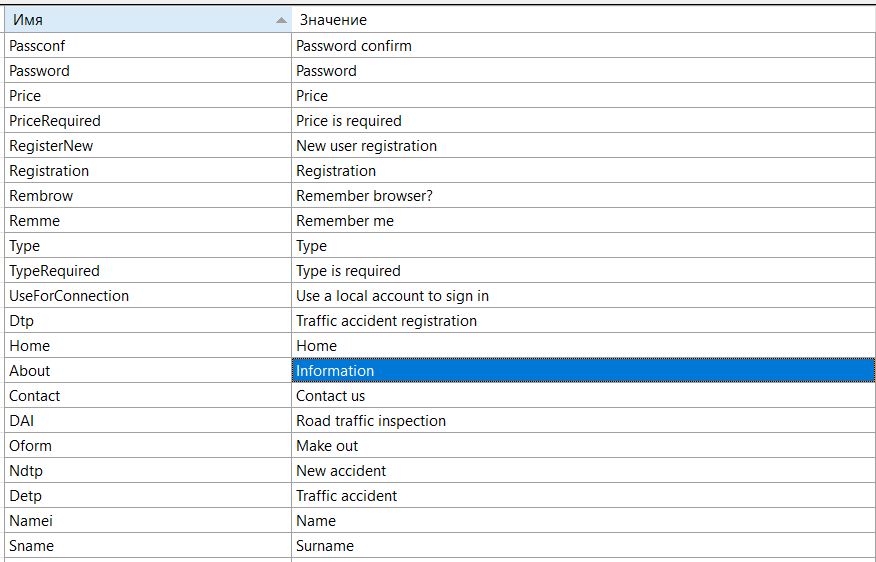 Имя Значение
Passconf Password confirm
Password Password
Price Price
PriceRequired Price is required
RegisterNew New user registration
Registration Registration
Rembrow Remember browser?
Remme Remember me
Type Type
TypeRequired Type is required
UseForConnection Use a local account to sign in
Dtp Traffic accident registration
Home Home
About Information
Contact Contact us
DAI Road traffic inspection
Oform Make out
Ndtp New accident
Detp Traffic accident
Namei Name
Sname Surname